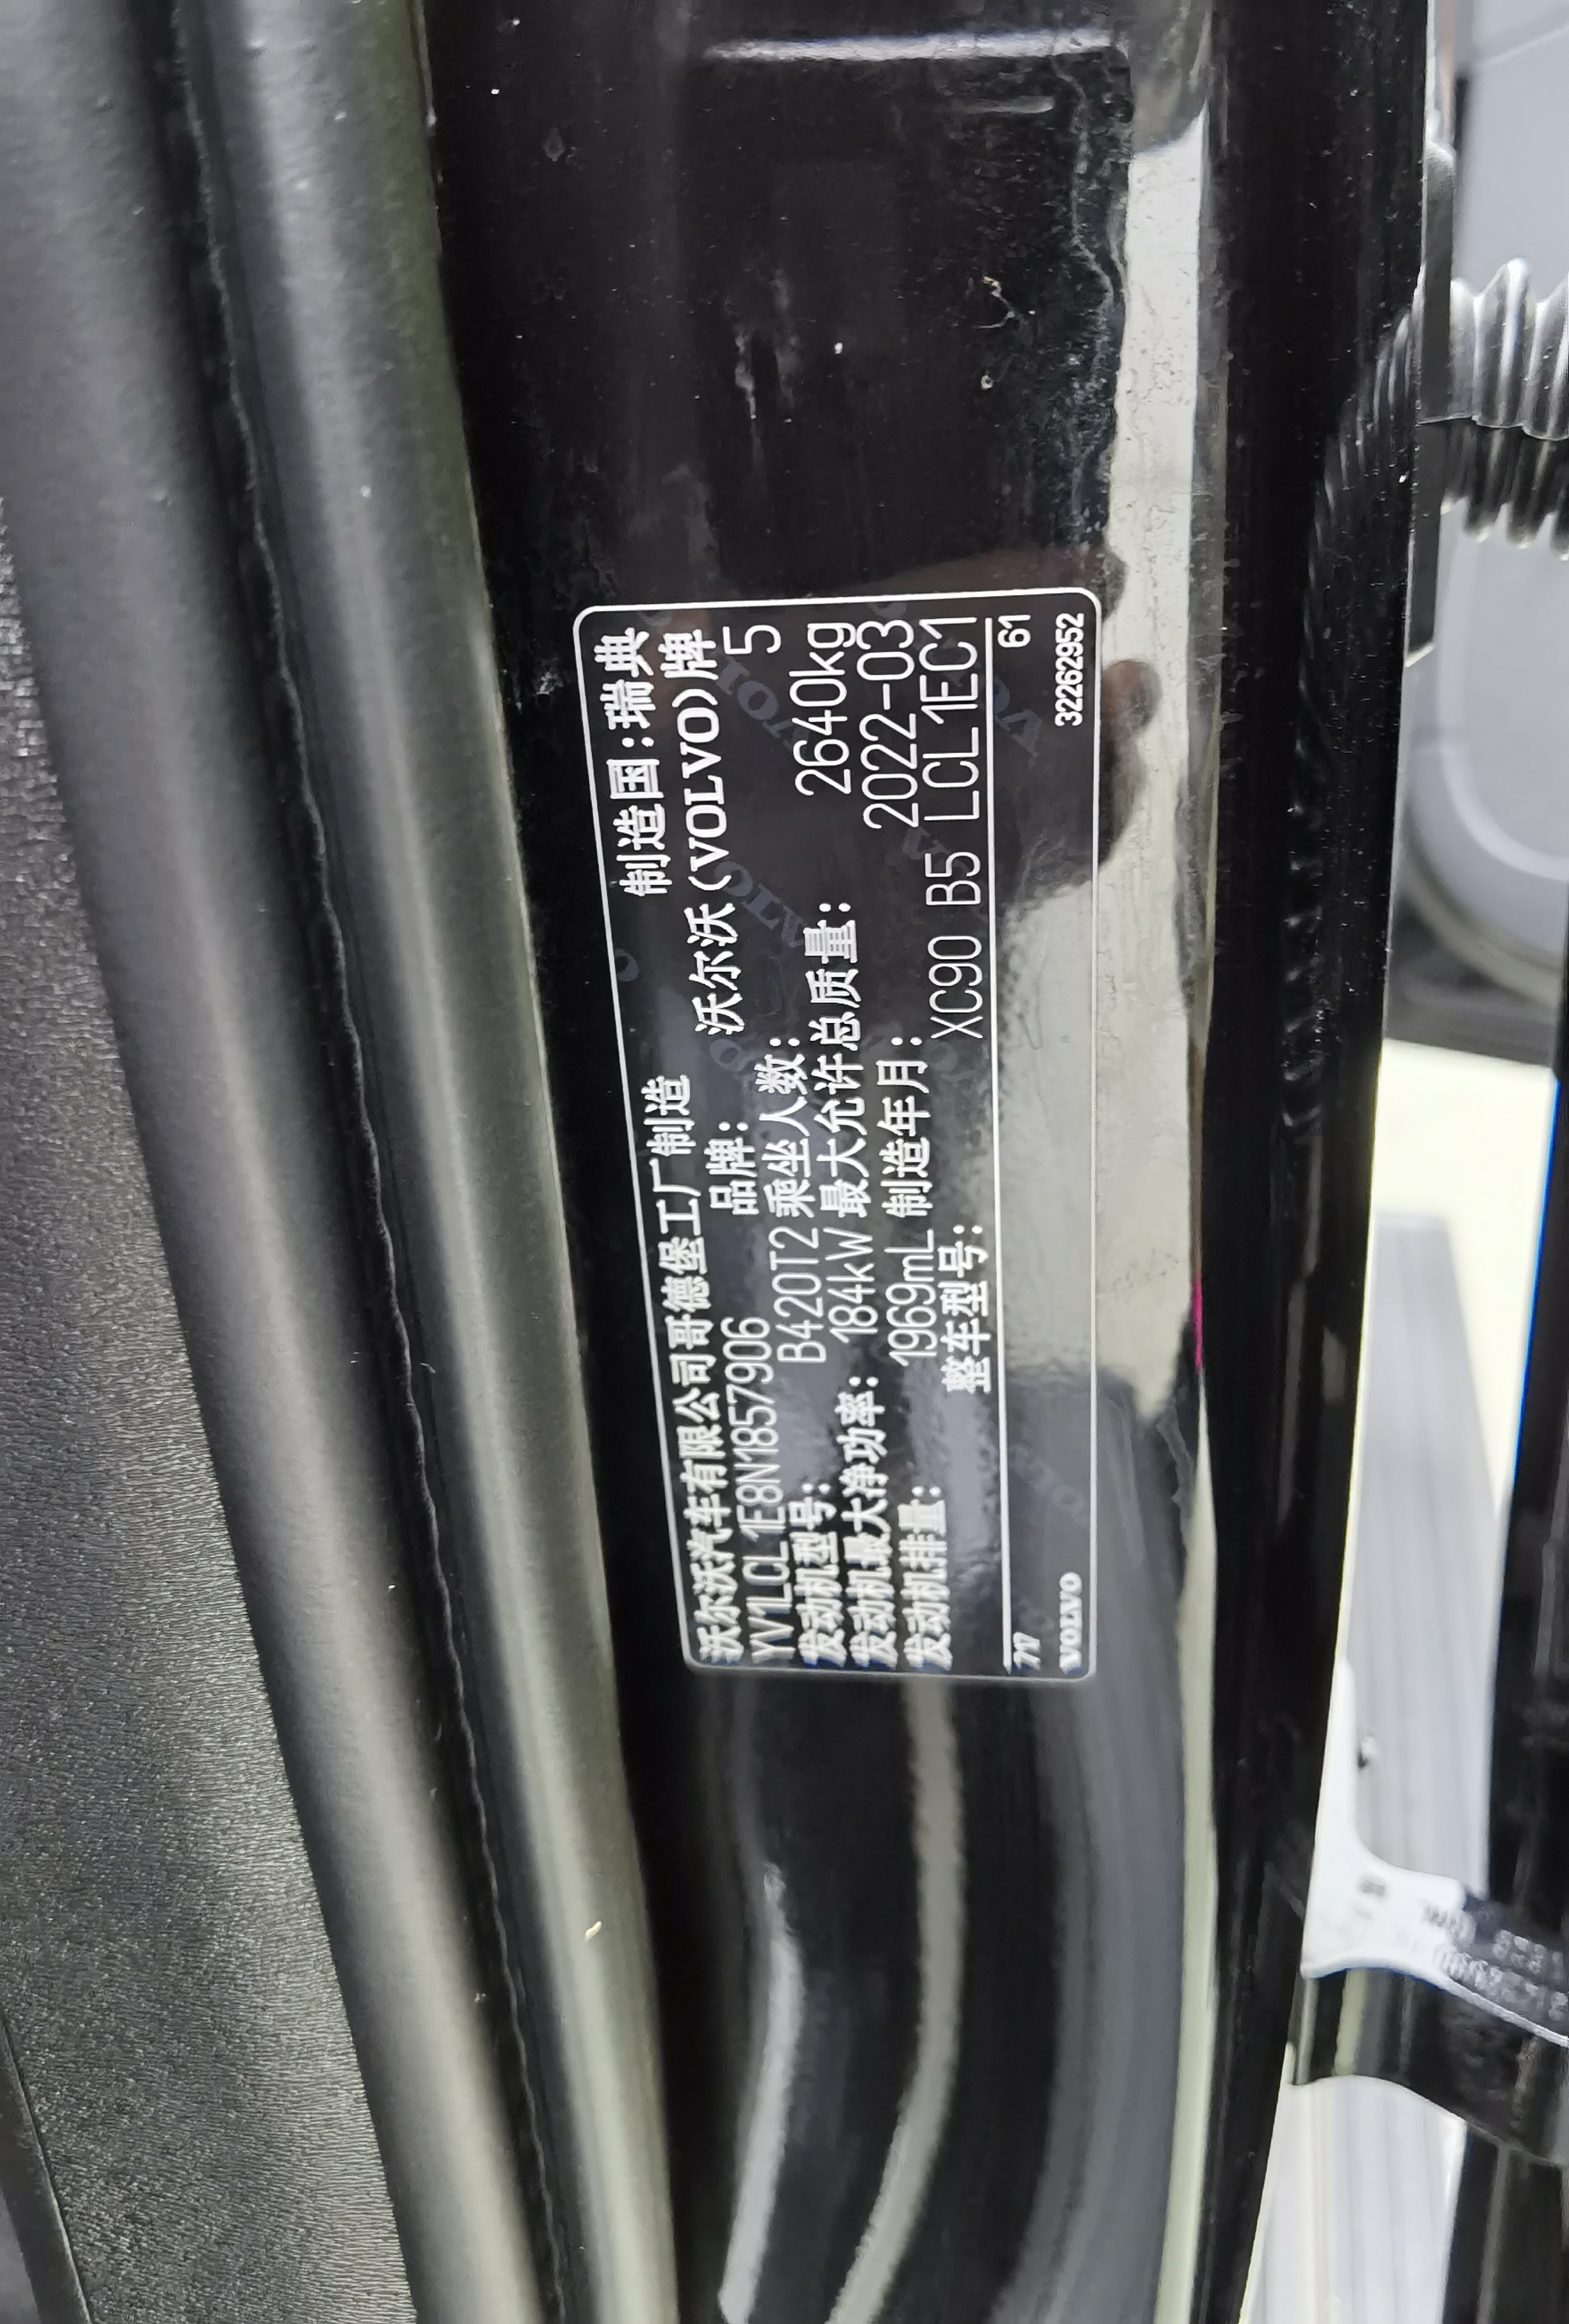 沃尔沃汽车有限公司哥德堡工厂制造 制造国:瑞典
YV1LCL1E8N1857906 品牌: 沃尔沃(VOLVO)牌
发动机型号: B420T2 乘坐人数: 5
发动机最大净功率: 184kW 最大允许总质量: 2640kg
发动机排量: 1969mL 制造年月: 2022-03
整车型号: XC90 B5 LCL1EC1
717 61
VOLVO 32262952